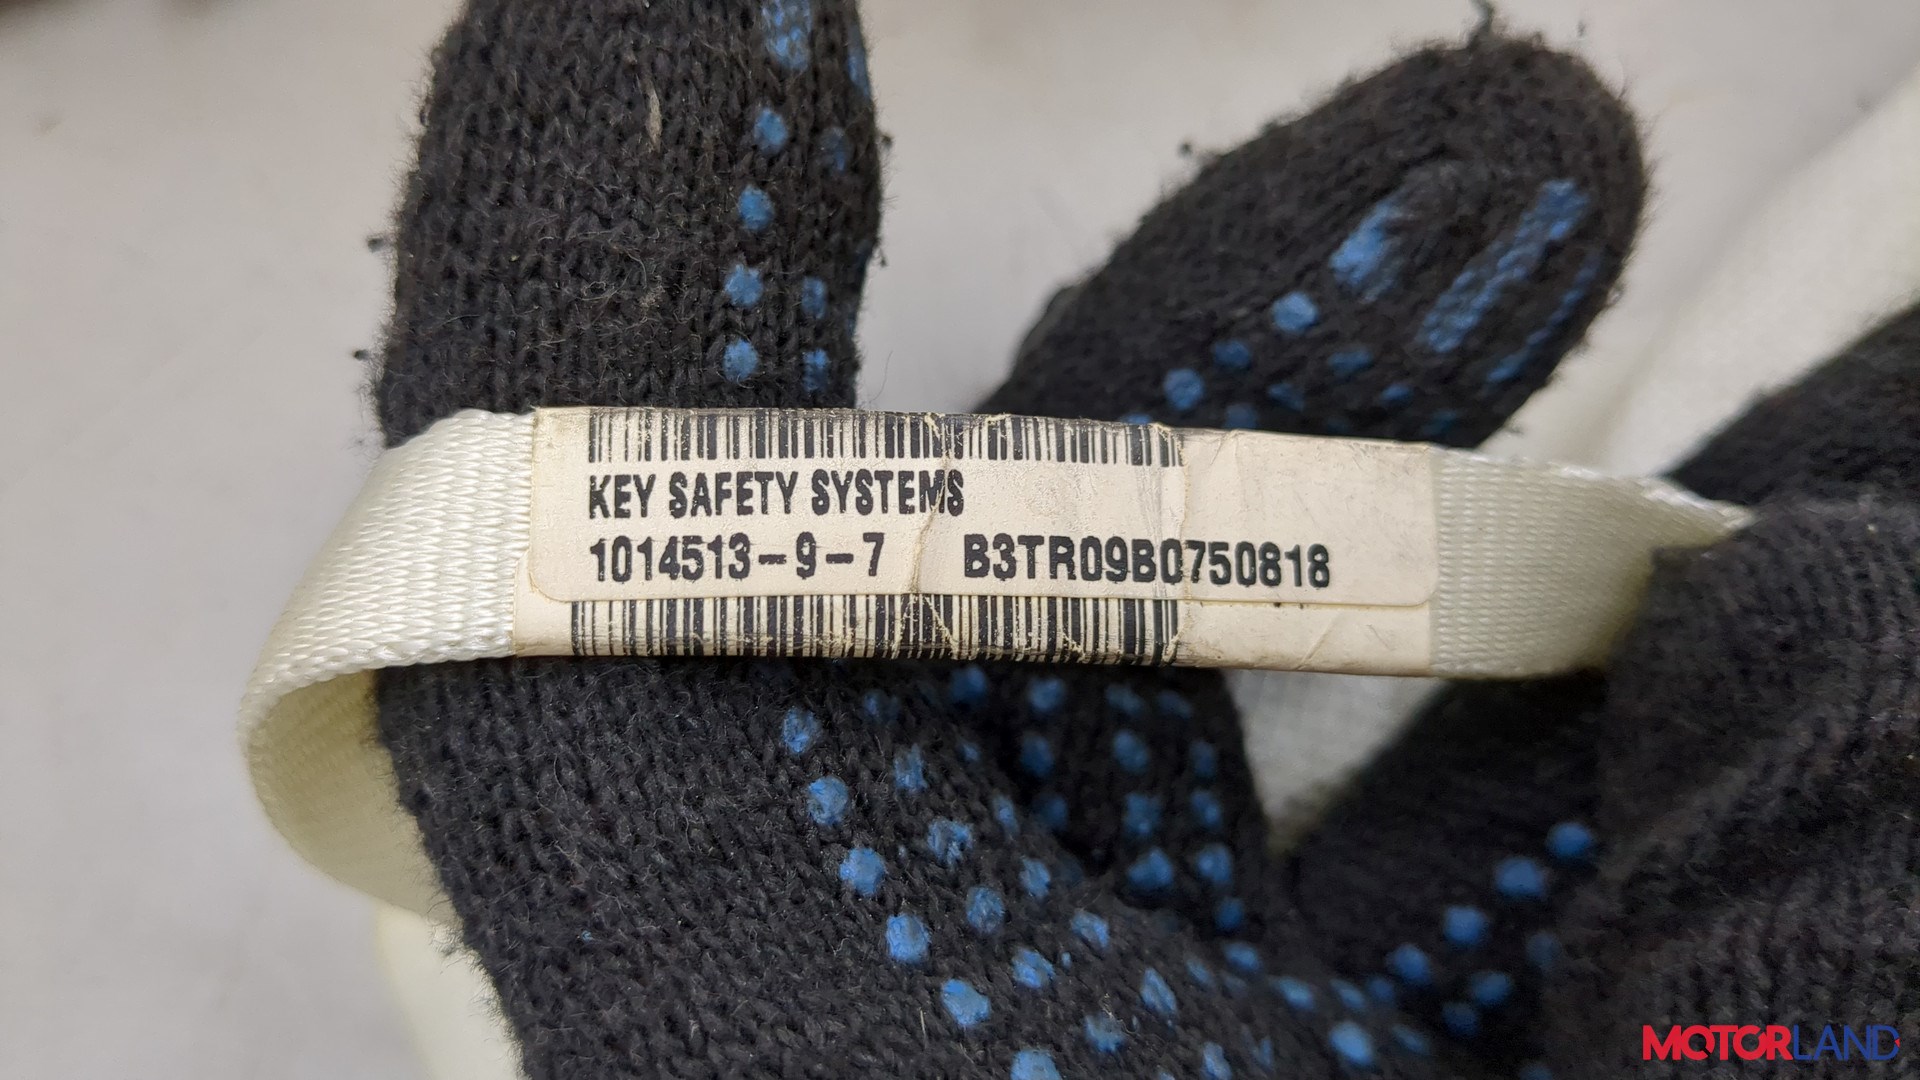 KEY SAFETY SYSTEMS
1014513-9-7 B3TR09B0750818
MOTORLAND